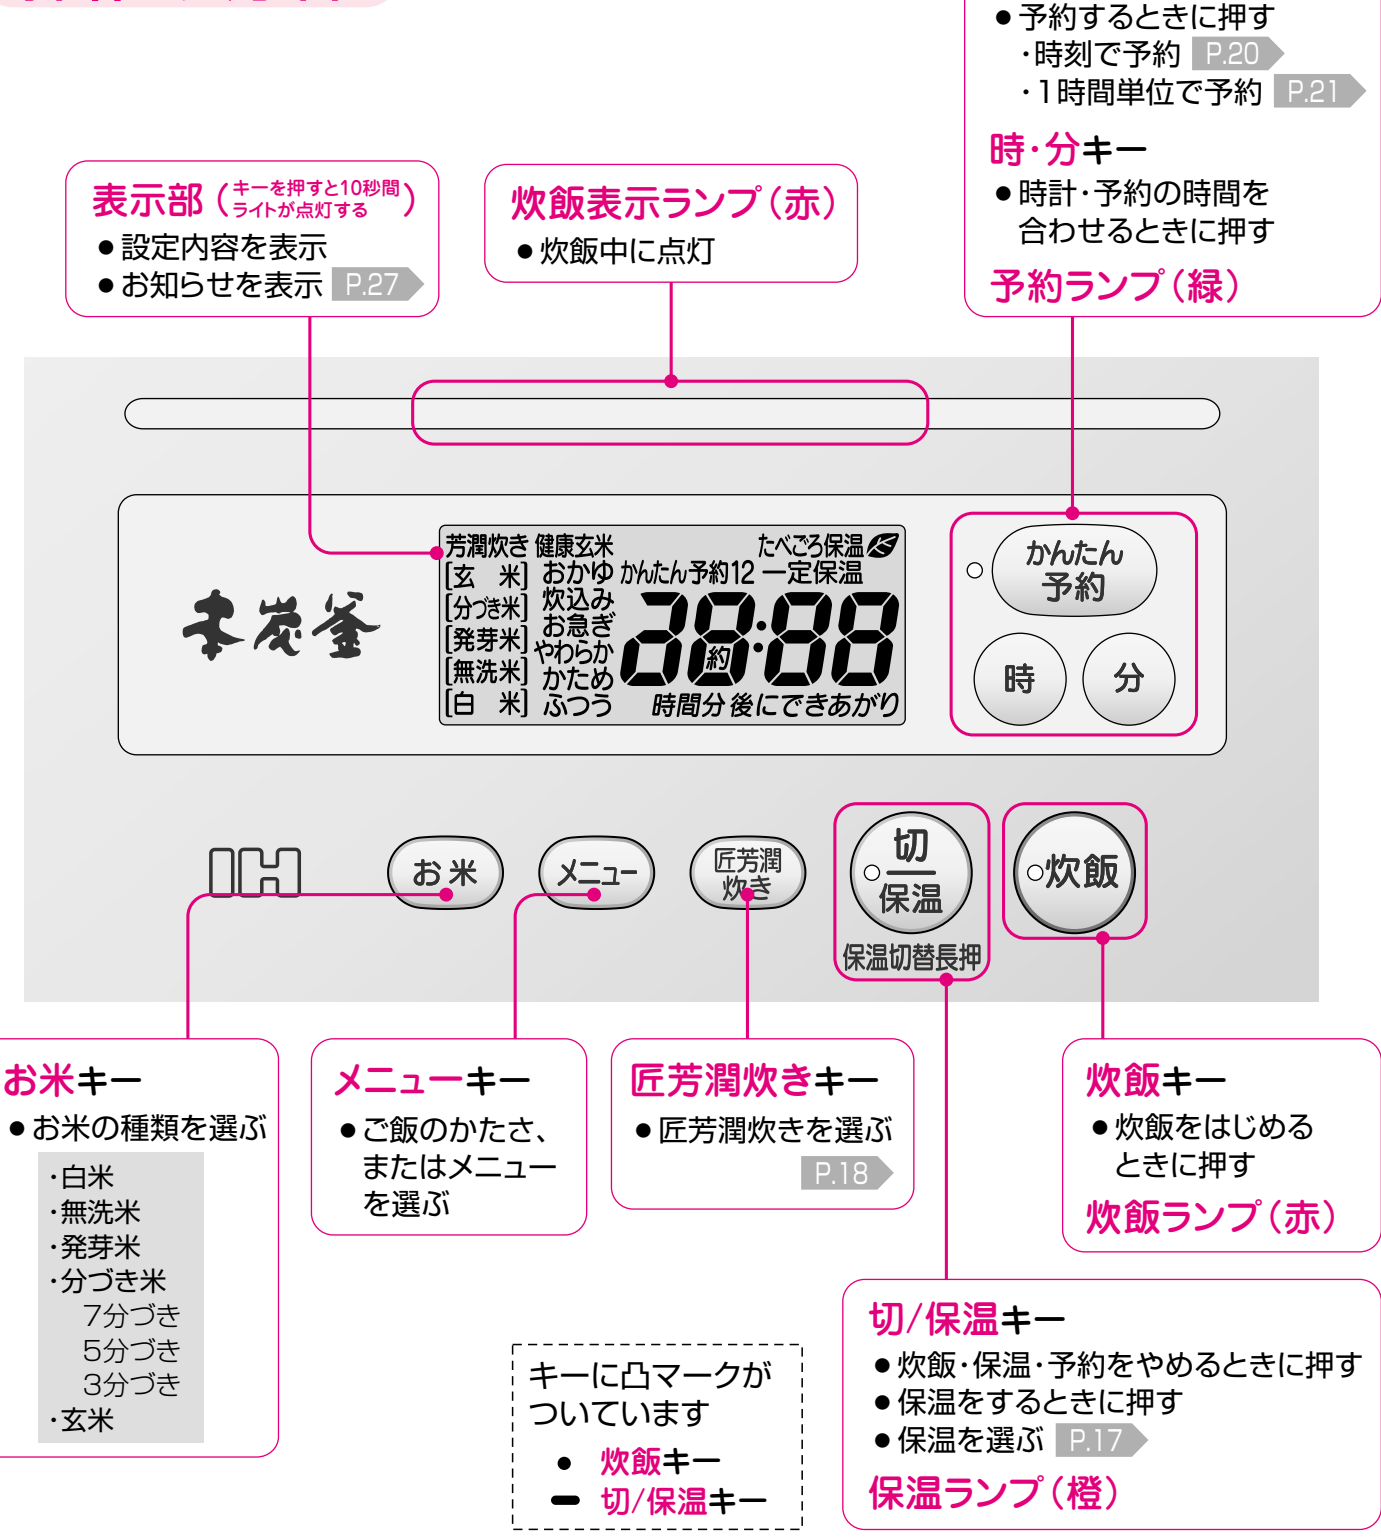 ●予約するときに押す
・時刻で予約 P.20
・1時間単位で予約 P.21
時・分キー
●時計・予約の時間を
合わせるときに押す
予約ランプ（緑）
表示部（キーを押すと10秒間
ライトが点灯する）
●設定内容を表示
●お知らせを表示 P.27
炊飯表示ランプ（赤）
●炊飯中に点灯
本炭釜
芳潤炊き 健康玄米 たべごろ保温
[玄 米] おかゆ かんたん予約12 一定保温
[分づき米] 炊込み
お急ぎ
[発芽米] やわらか
[無洗米] かため
[白 米] ふつう
28:88
約
時間分後にできあがり
かんたん
予約
時
分
IH
お米
メニュー
匠芳潤
炊き
切
保温
保温切替長押
炊飯
お米キー
●お米の種類を選ぶ
・白米
・無洗米
・発芽米
・分づき米
7分づき
5分づき
3分づき
・玄米
メニューキー
●ご飯のかたさ、
またはメニュー
を選ぶ
匠芳潤炊きキー
●匠芳潤炊きを選ぶ
P.18
炊飯キー
●炊飯をはじめる
ときに押す
炊飯ランプ（赤）
切/保温キー
●炊飯・保温・予約をやめるときに押す
●保温をするときに押す
●保温を選ぶ P.17
保温ランプ（橙）
キーに凸マークが
ついています
● 炊飯キー
━ 切/保温キー